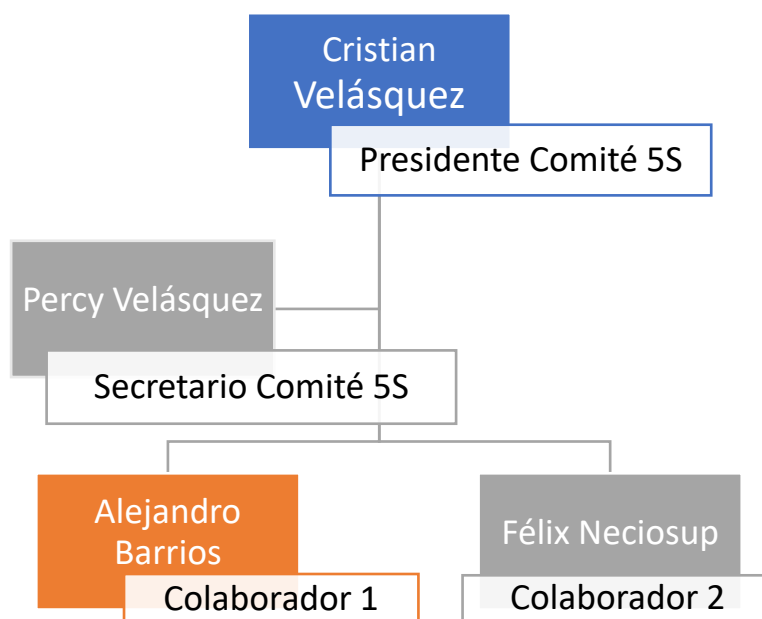 Cristian
Velásquez
Presidente Comité 5S
Percy Velásquez
Secretario Comité 5S
Alejandro
Barrios
Colaborador 1
Félix Neciosup
Colaborador 2